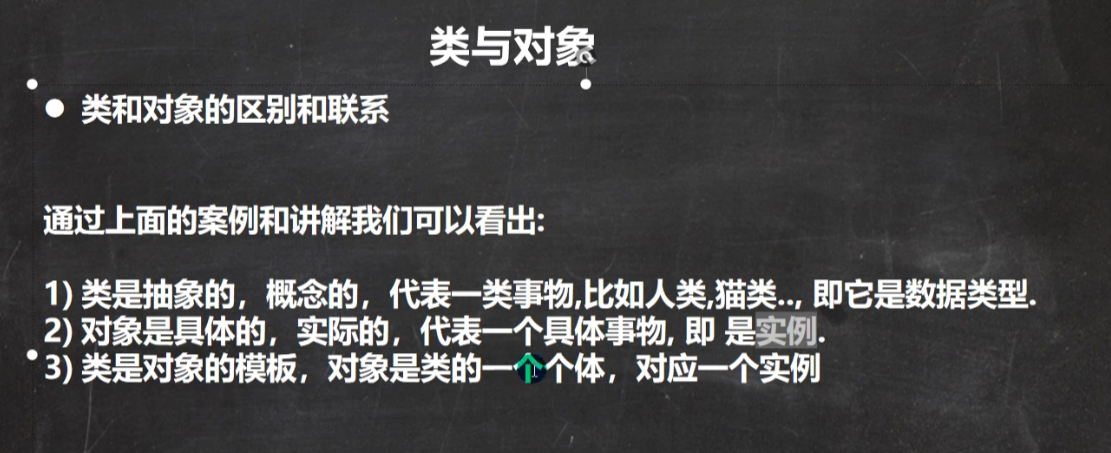 类与对象
● 类和对象的区别和联系
通过上面的案例和讲解我们可以看出:
1) 类是抽象的，概念的，代表一类事物,比如人类,猫类.., 即它是数据类型.
2) 对象是具体的，实际的，代表一个具体事物, 即 是实例.
3) 类是对象的模板，对象是类的一个个体，对应一个实例